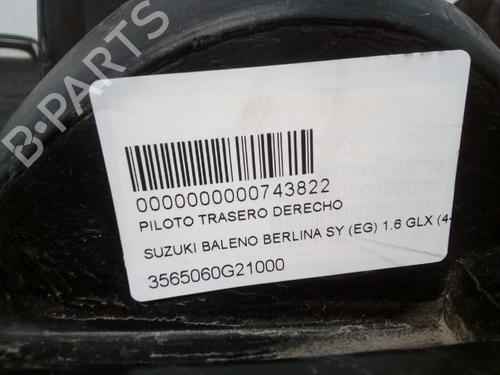 B-PARTS
0000000000743822
PILOTO TRASERO DERECHO
SUZUKI BALENO BERLINA SY (EG) 1.6 GLX (4-
3565060G21000